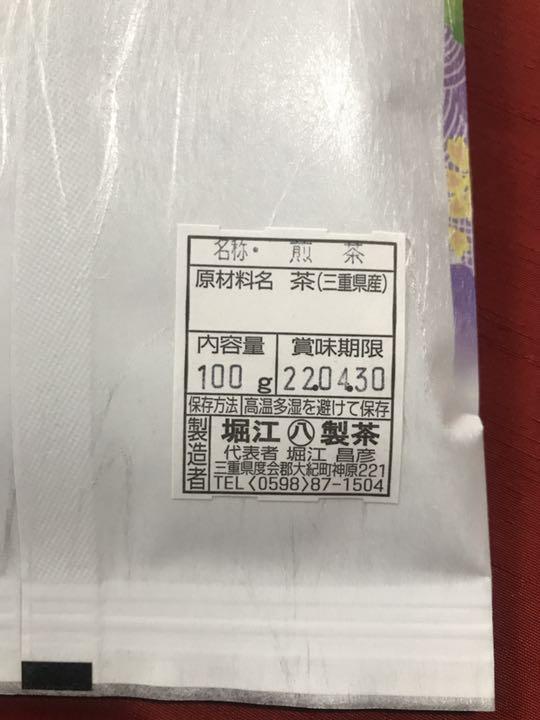 名称・ 煎茶
原材料名 茶(三重県産)
内容量 賞味期限
100g 22.04.30
保存方法 高温多湿を避けて保存
製造者 堀江 ㊇ 製茶
代表者 堀江 昌彦
三重県度会郡大紀町神原221
TEL〈0598〉87-1504